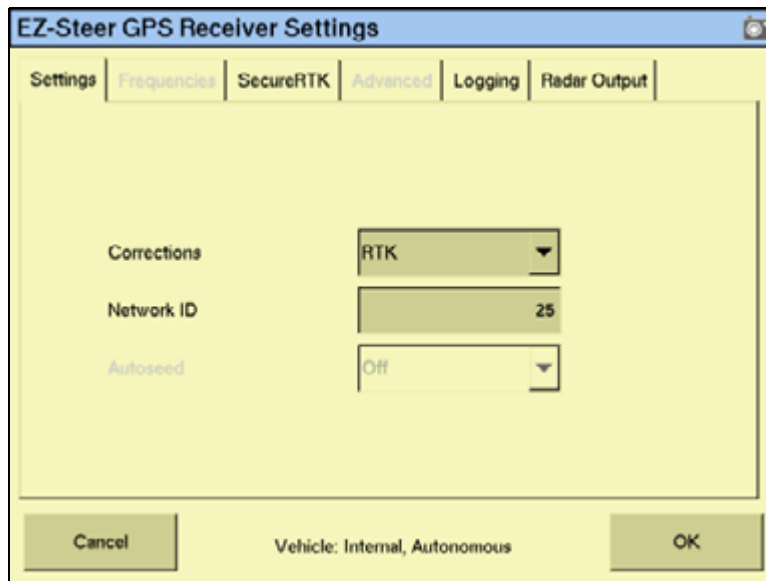 EZ-Steer GPS Receiver Settings
Settings Frequencies SecureRTK Advanced Logging Radar Output
Corrections RTK
Network ID 25
Autoseed Off
Cancel Vehicle: Internal, Autonomous OK